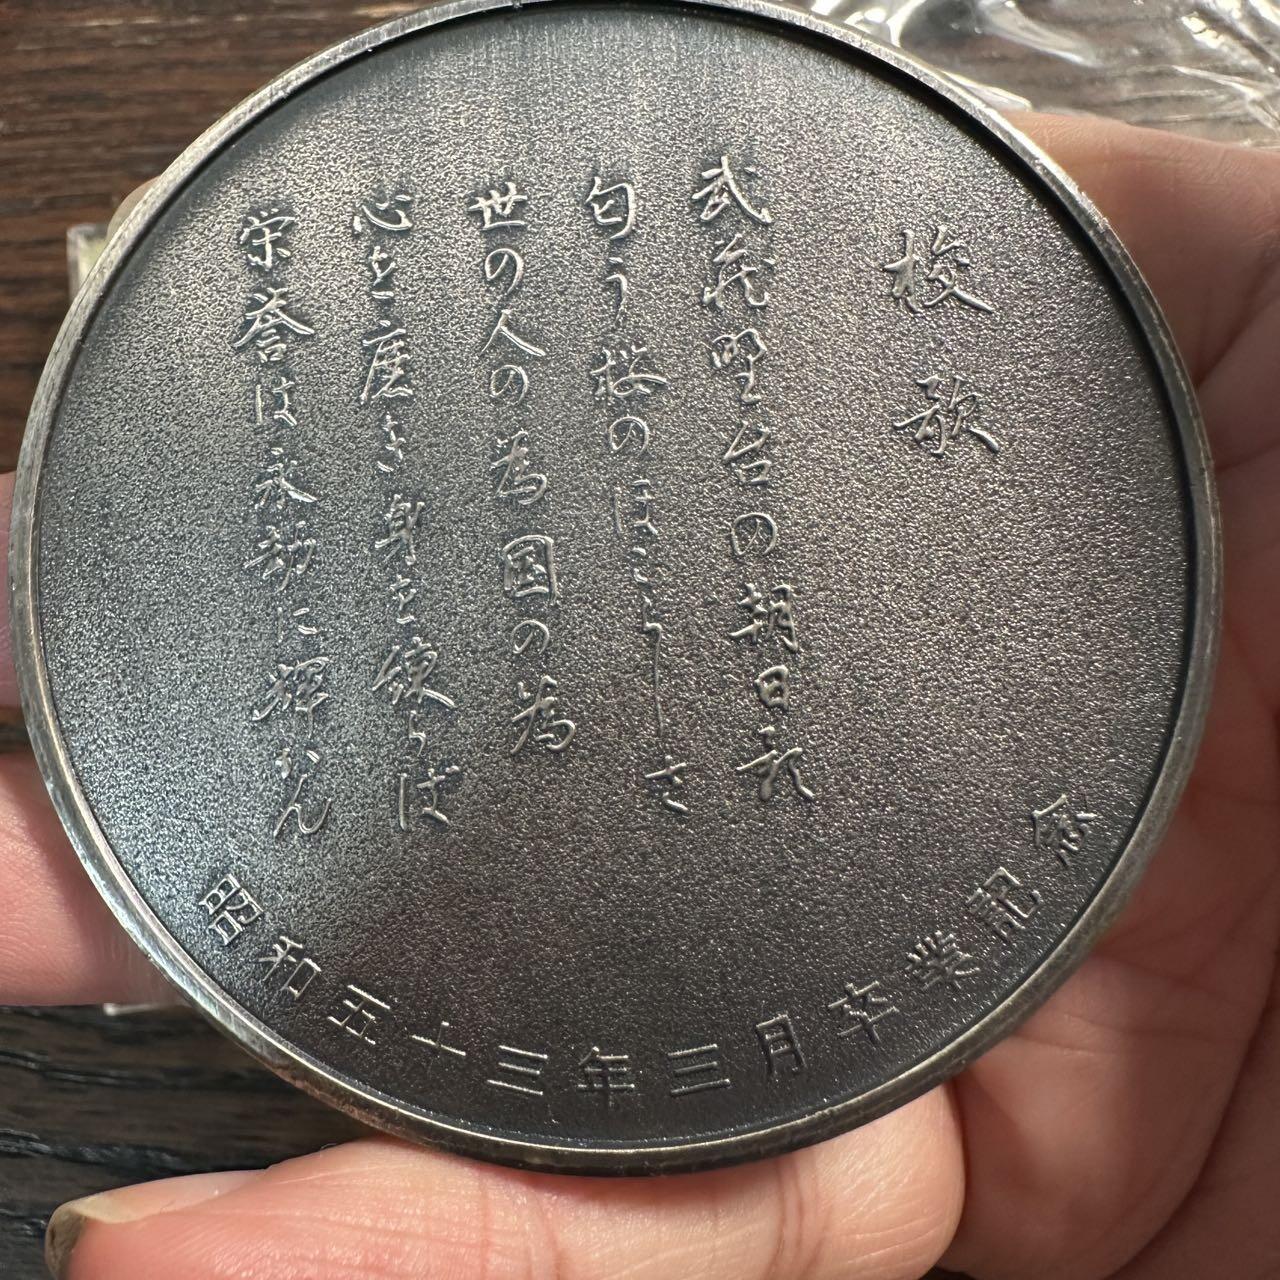 校歌
武蔵野台の朝日影
匂う桜のほこらしさ
世の人の為国の為
心を磨き身を練らば
栄誉は永劫に輝かん
昭和五十三年三月卒業記念